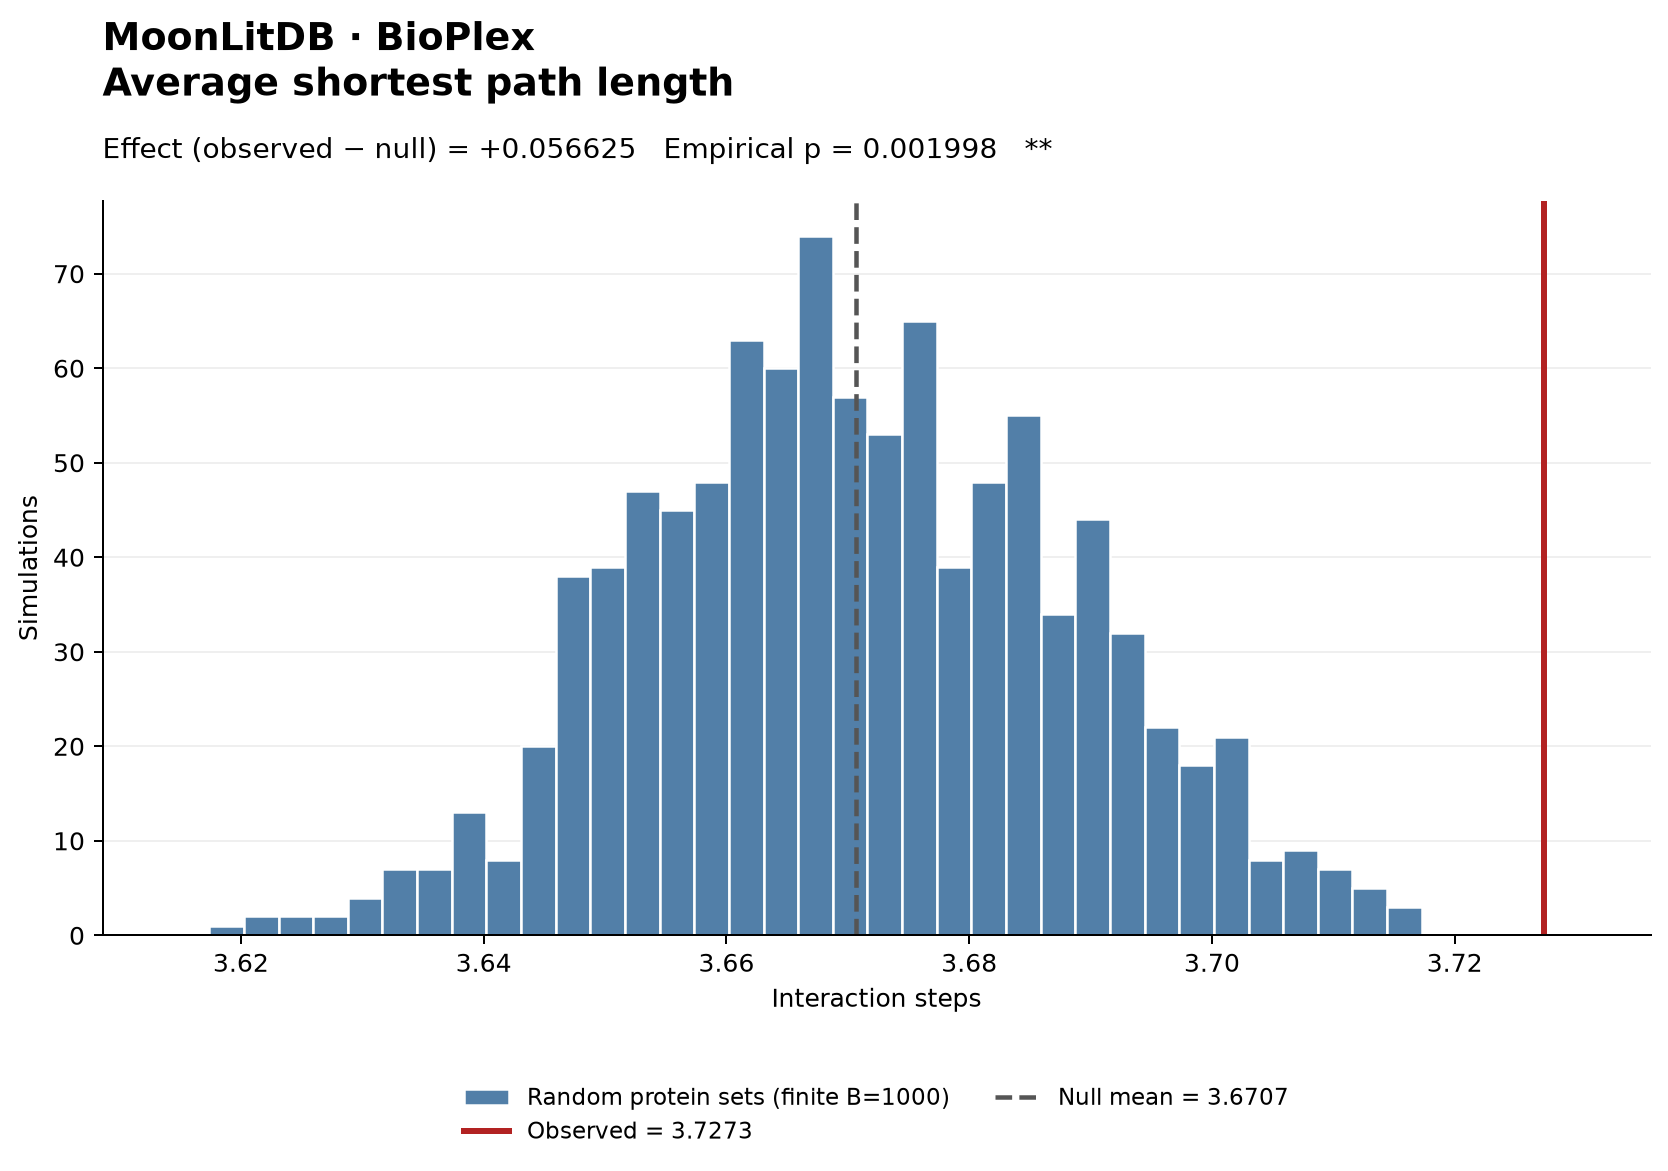 MoonLitDB · BioPlex
Average shortest path length
Effect (observed − null) = +0.056625   Empirical p = 0.001998   **
70
60
50
40
30
20
10
0
Simulations
3.62 3.64 3.66 3.68 3.70 3.72
Interaction steps
Random protein sets (finite B=1000)   Null mean = 3.6707
Observed = 3.7273